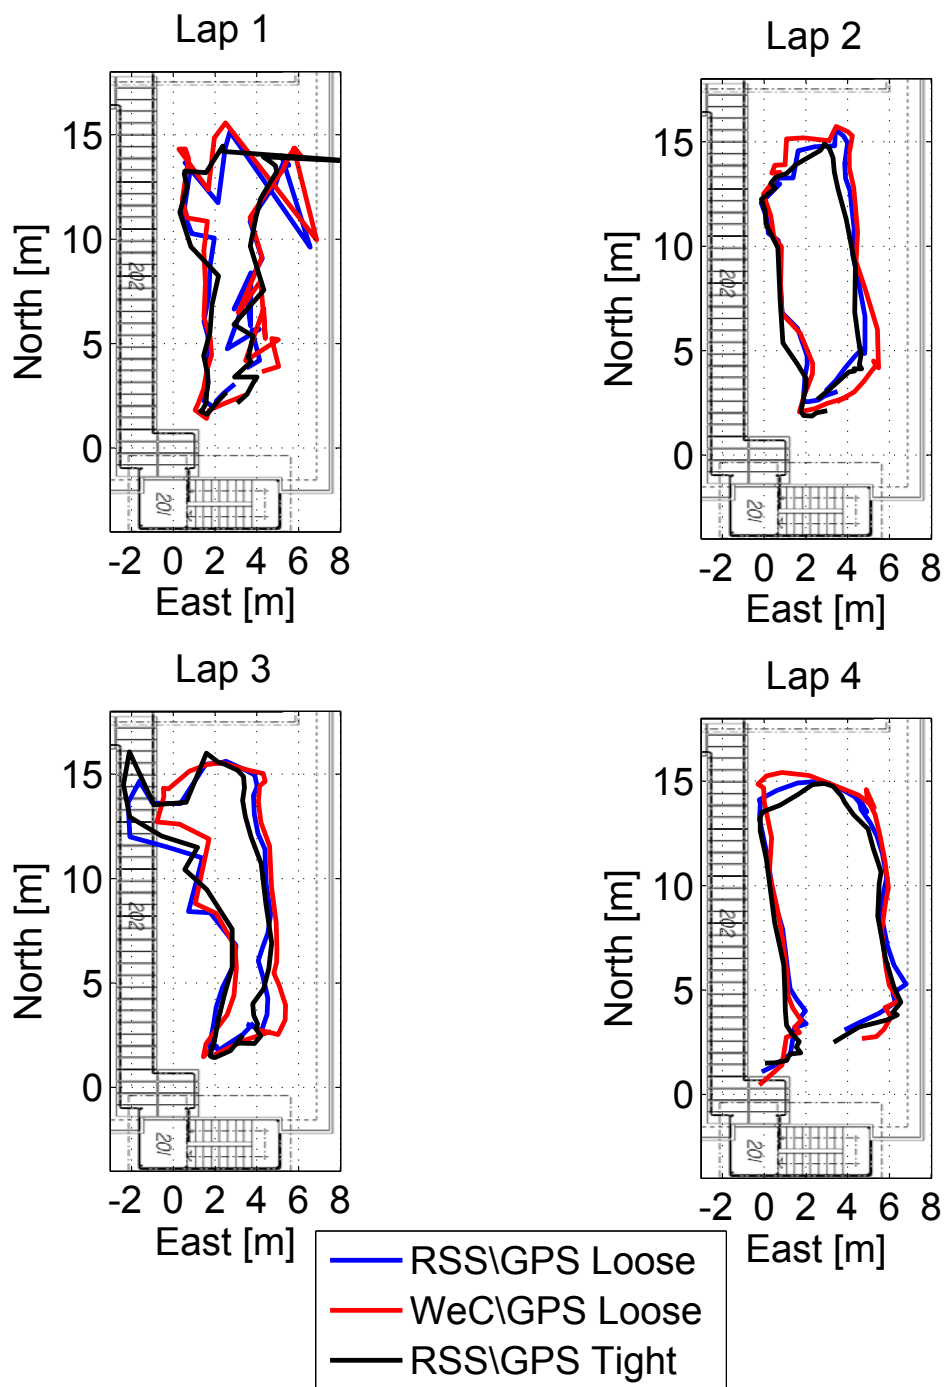 Lap 1
Lap 2
15
10
5
0
North [m]
202
201
-2 0 2 4 6 8
East [m]
15
10
5
0
North [m]
202
201
-2 0 2 4 6 8
East [m]
Lap 3
Lap 4
15
10
5
0
North [m]
202
201
-2 0 2 4 6 8
East [m]
15
10
5
0
North [m]
202
201
-2 0 2 4 6 8
East [m]
RSS\GPS Loose
WeC\GPS Loose
RSS\GPS Tight